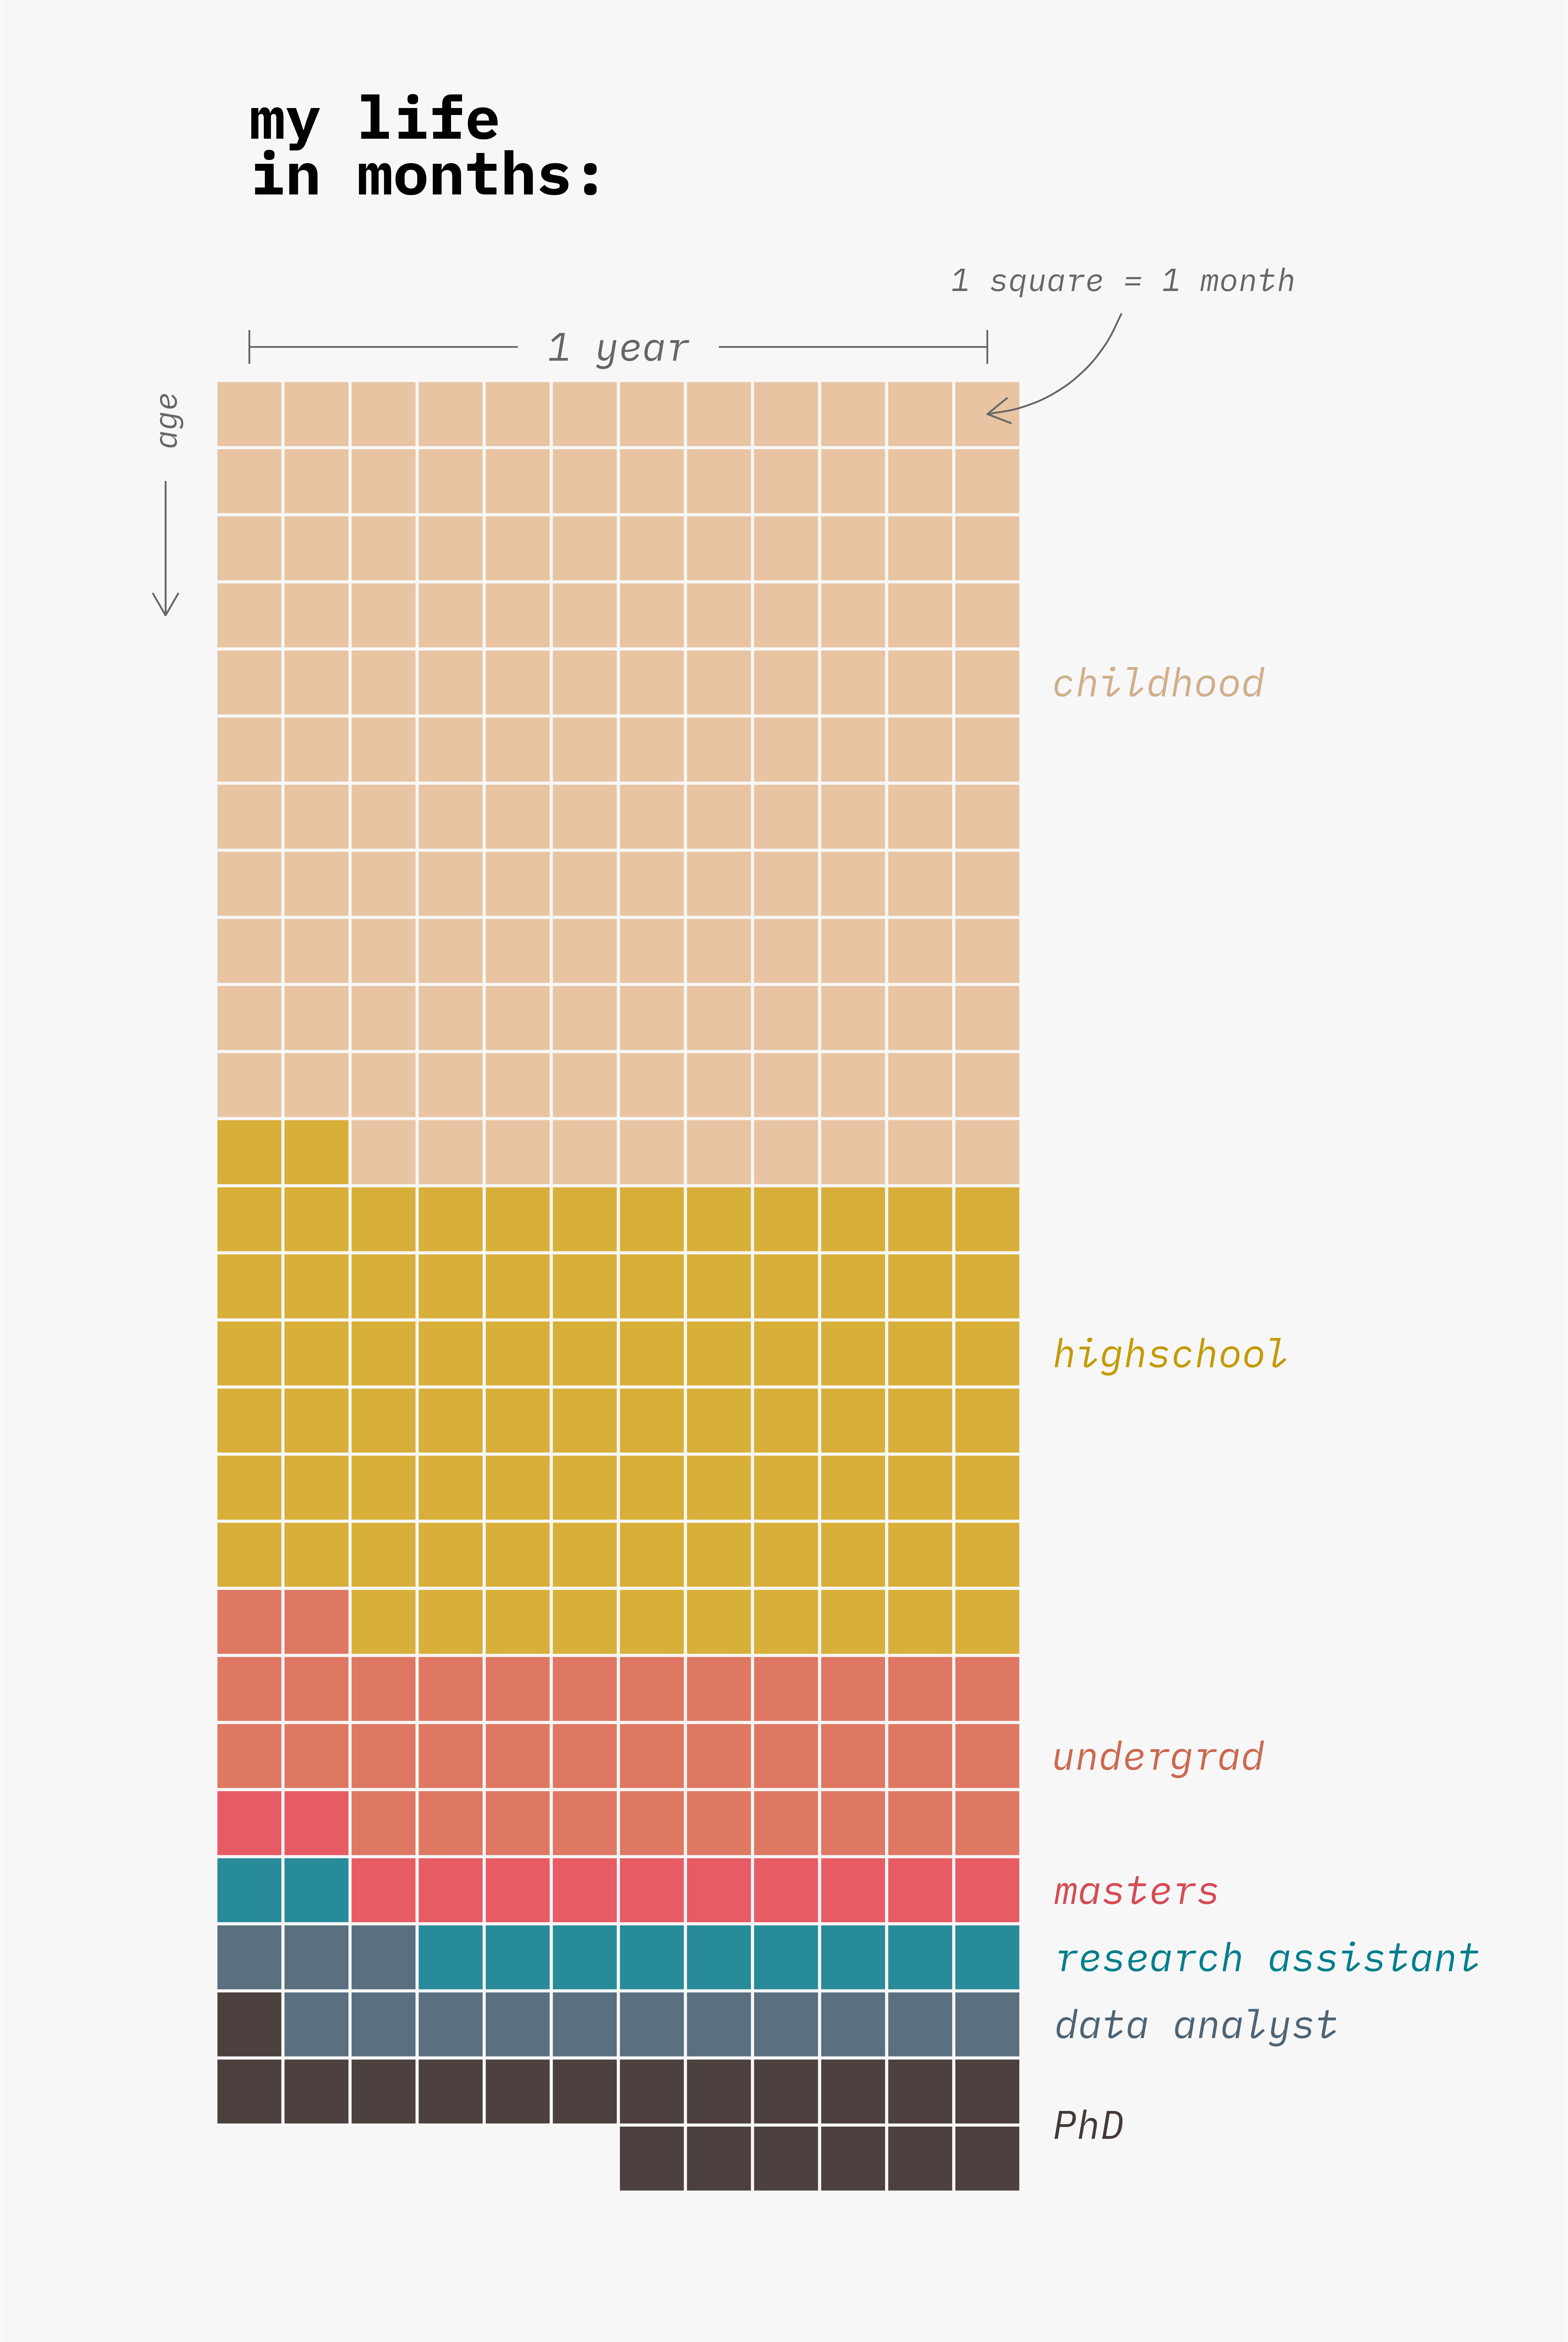 my life
in months:
1 square = 1 month
1 year
age
childhood
highschool
undergrad
masters
research assistant
data analyst
PhD